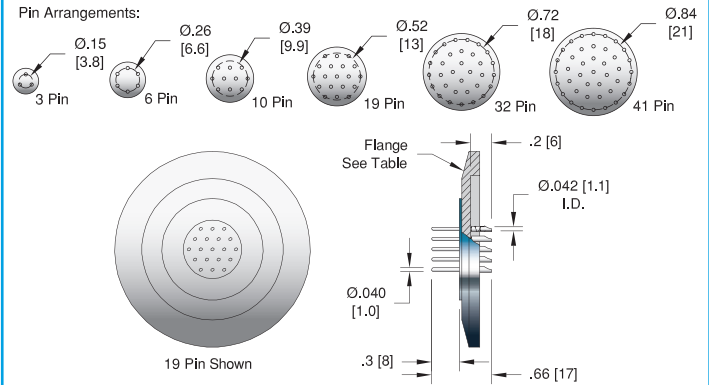 Pin Arrangements:
Ø.15
[3.8]
3 Pin
Ø.26
[6.6]
6 Pin
Ø.39
[9.9]
10 Pin
Ø.52
[13]
19 Pin
Ø.72
[18]
32 Pin
Ø.84
[21]
41 Pin
Flange
See Table
.2 [6]
Ø.042 [1.1]
I.D.
Ø.040
[1.0]
.3 [8]
.66 [17]
19 Pin Shown